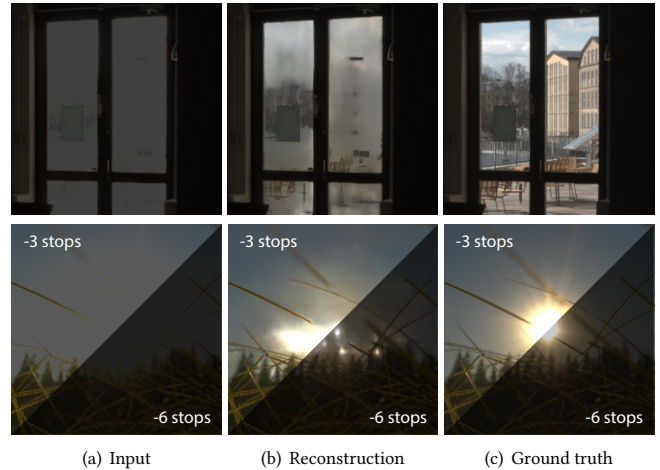 -3 stops
-6 stops
-3 stops
-6 stops
-3 stops
-6 stops
(a) Input
(b) Reconstruction
(c) Ground truth